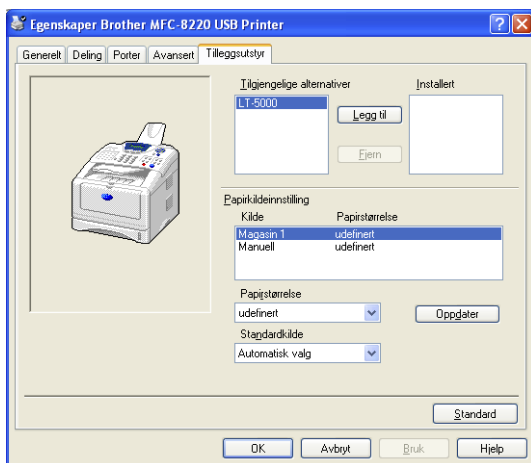 Egenskaper Brother MFC-8220 USB Printer
Generelt Deling Porter Avansert Tilleggsutstyr
Tilgjengelige alternativer Installert
LT-5000
Legg til
Fjern
Papirkildeinnstilling
Kilde Papirstørrelse
Magasin 1 udefinert
Manuell udefinert
Papirstørrelse
udefinert Oppdater
Standardkilde
Automatisk valg
Standard
OK Avbryt Bruk Hjelp